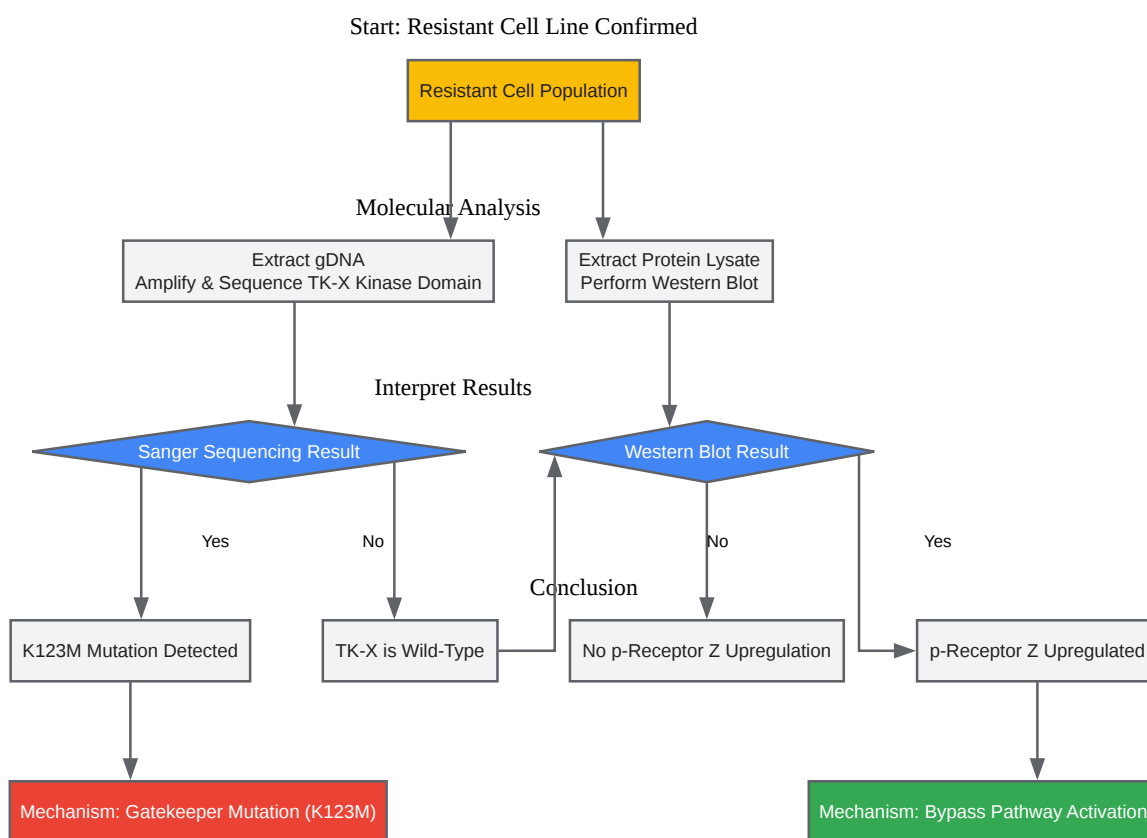 Start: Resistant Cell Line Confirmed
Resistant Cell Population
Molecular Analysis
Extract gDNA
Amplify & Sequence TK-X Kinase Domain
Extract Protein Lysate
Perform Western Blot
Interpret Results
Sanger Sequencing Result
Western Blot Result
Yes
No
No
Yes
Conclusion
K123M Mutation Detected
TK-X is Wild-Type
No p-Receptor Z Upregulation
p-Receptor Z Upregulated
Mechanism: Gatekeeper Mutation (K123M)
Mechanism: Bypass Pathway Activation